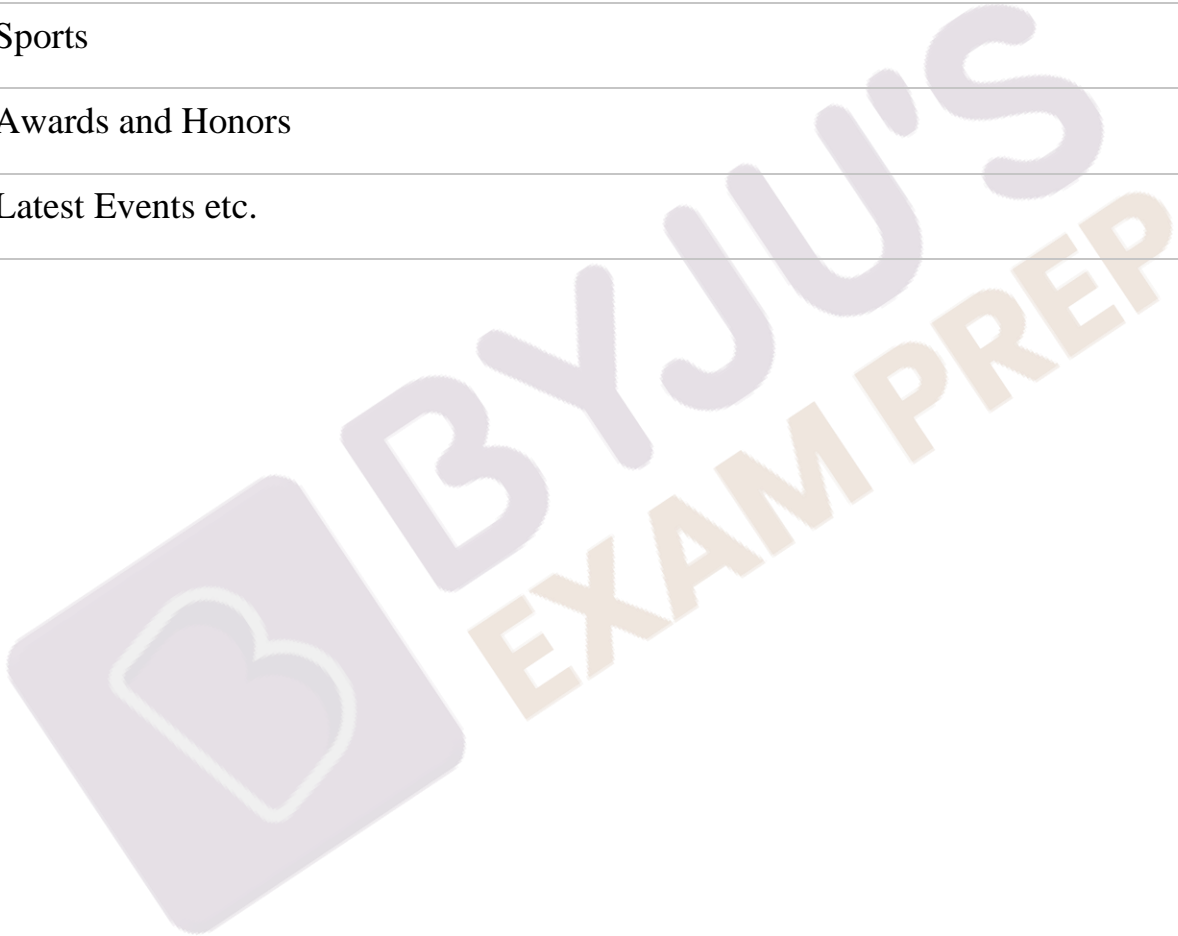 Sports
Awards and Honors
Latest Events etc.
BYJU'S
EXAM PREP